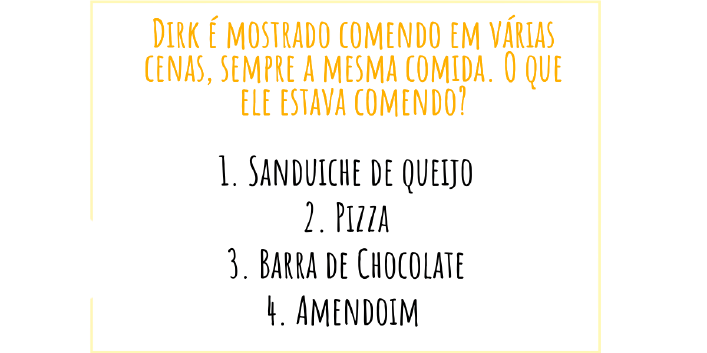 Dirk é mostrado comendo em várias
cenas, sempre a mesma comida. O que
ele estava comendo?
1. Sanduiche de queijo
2. Pizza
3. Barra de Chocolate
4. Amendoim